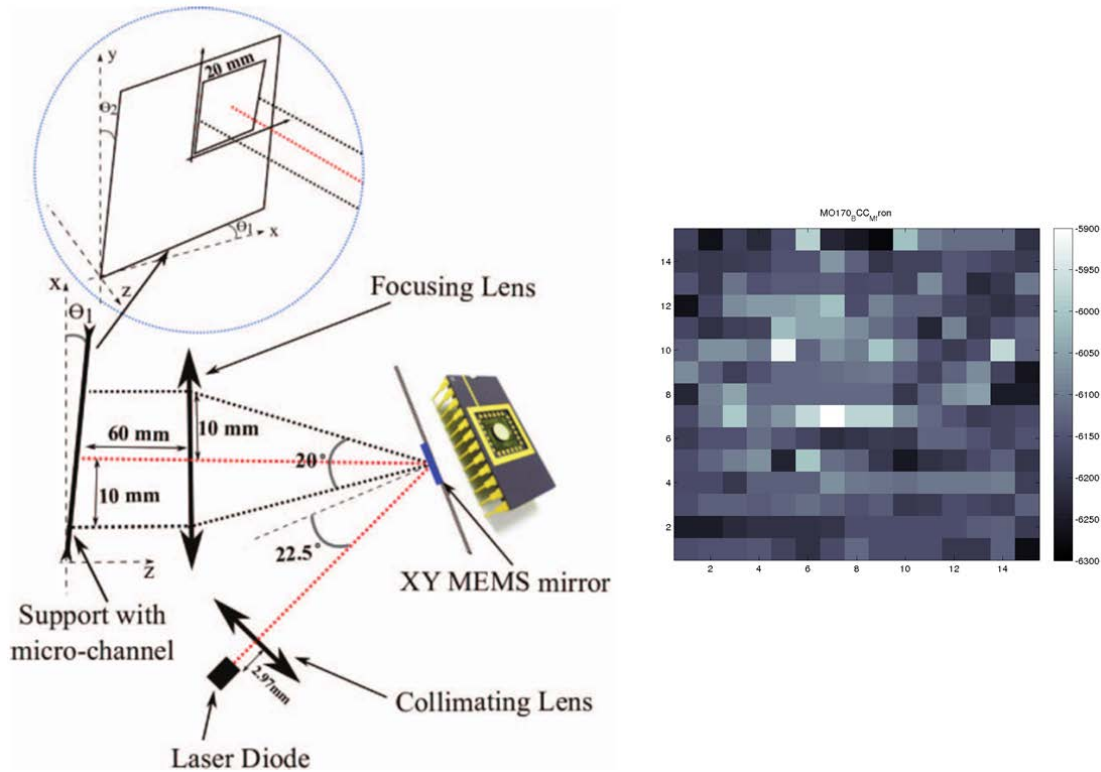 20 mm
y
Θ2
Θ1
x
z
x
Θ1
Focusing Lens
60 mm
10 mm
20°
10 mm
22.5°
z
XY MEMS mirror
Support with
micro-channel
2.97mm
Collimating Lens
Laser Diode
MO170BCCMfron
14
12
10
8
6
4
2
2
4
6
8
10
12
14
-5900
-5950
-6000
-6050
-6100
-6150
-6200
-6250
-6300